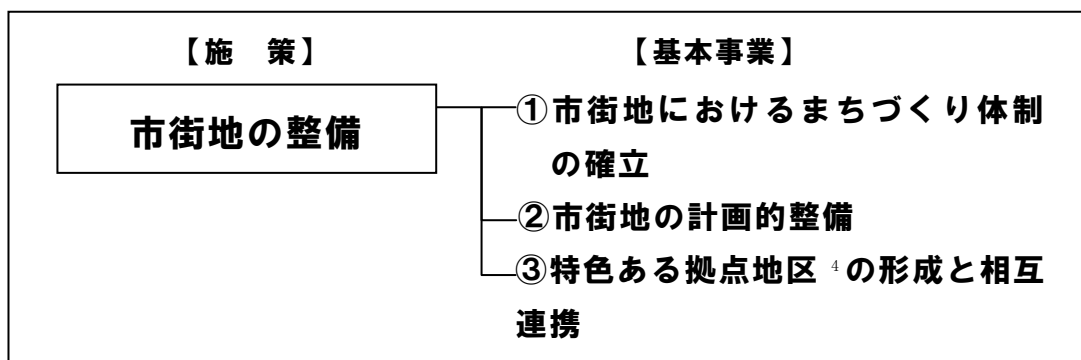 【施　策】
【基本事業】
市街地の整備
①市街地におけるまちづくり体制
の確立
②市街地の計画的整備
③特色ある拠点地区 4 の形成と相互
連携